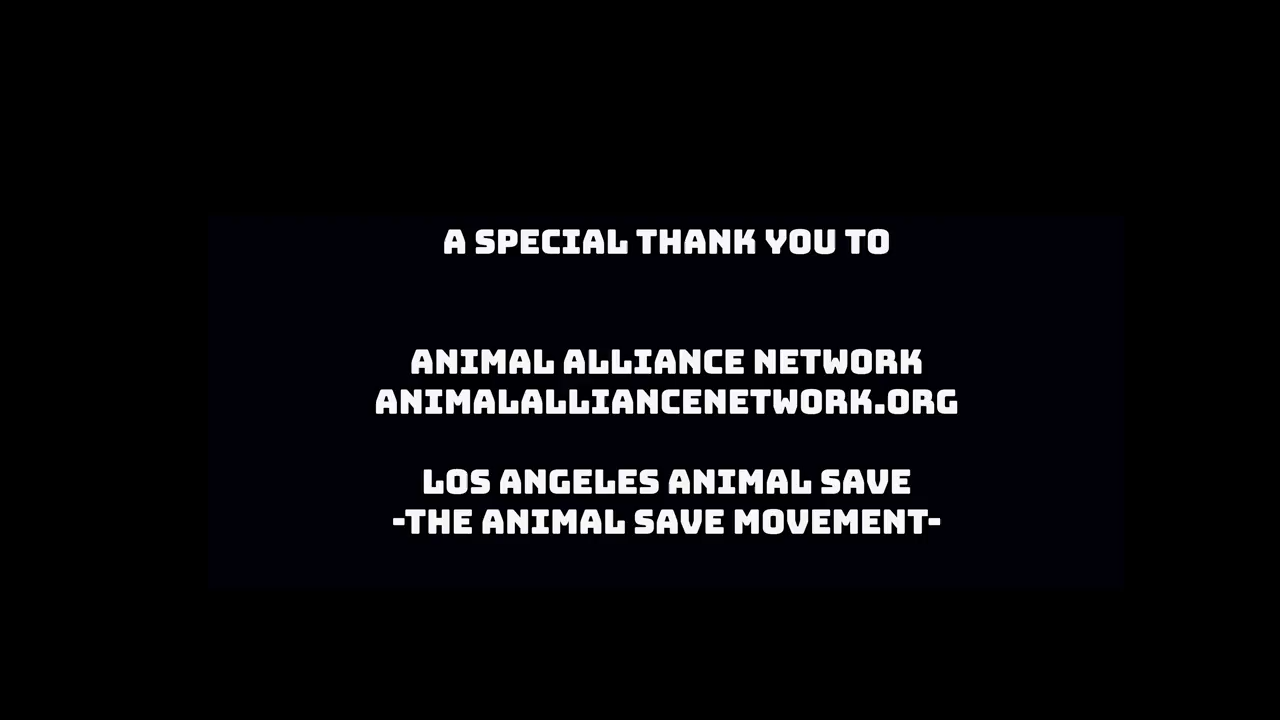 A SPECIAL THANK YOU TO
ANIMAL ALLIANCE NETWORK
ANIMALALLIANCENETWORK.ORG
LOS ANGELES ANIMAL SAVE
-THE ANIMAL SAVE MOVEMENT-